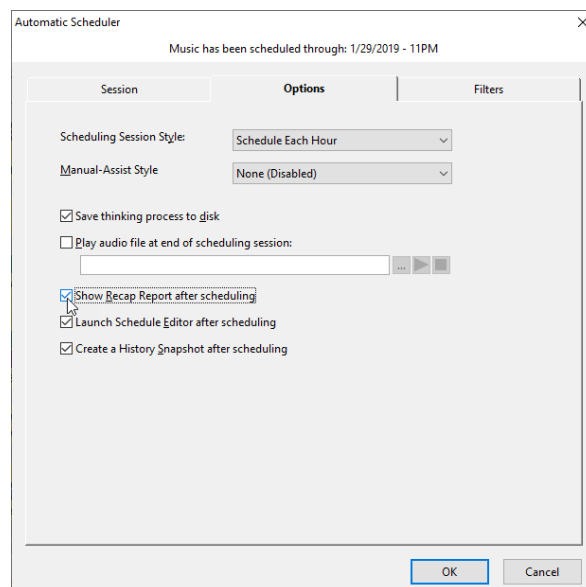 Automatic Scheduler
Music has been scheduled through: 1/29/2019 - 11PM
Session Options Filters
Scheduling Session Style: Schedule Each Hour
Manual-Assist Style None (Disabled)
Save thinking process to disk
Play audio file at end of scheduling session:
...
Show Recap Report after scheduling
Launch Schedule Editor after scheduling
Create a History Snapshot after scheduling
OK Cancel